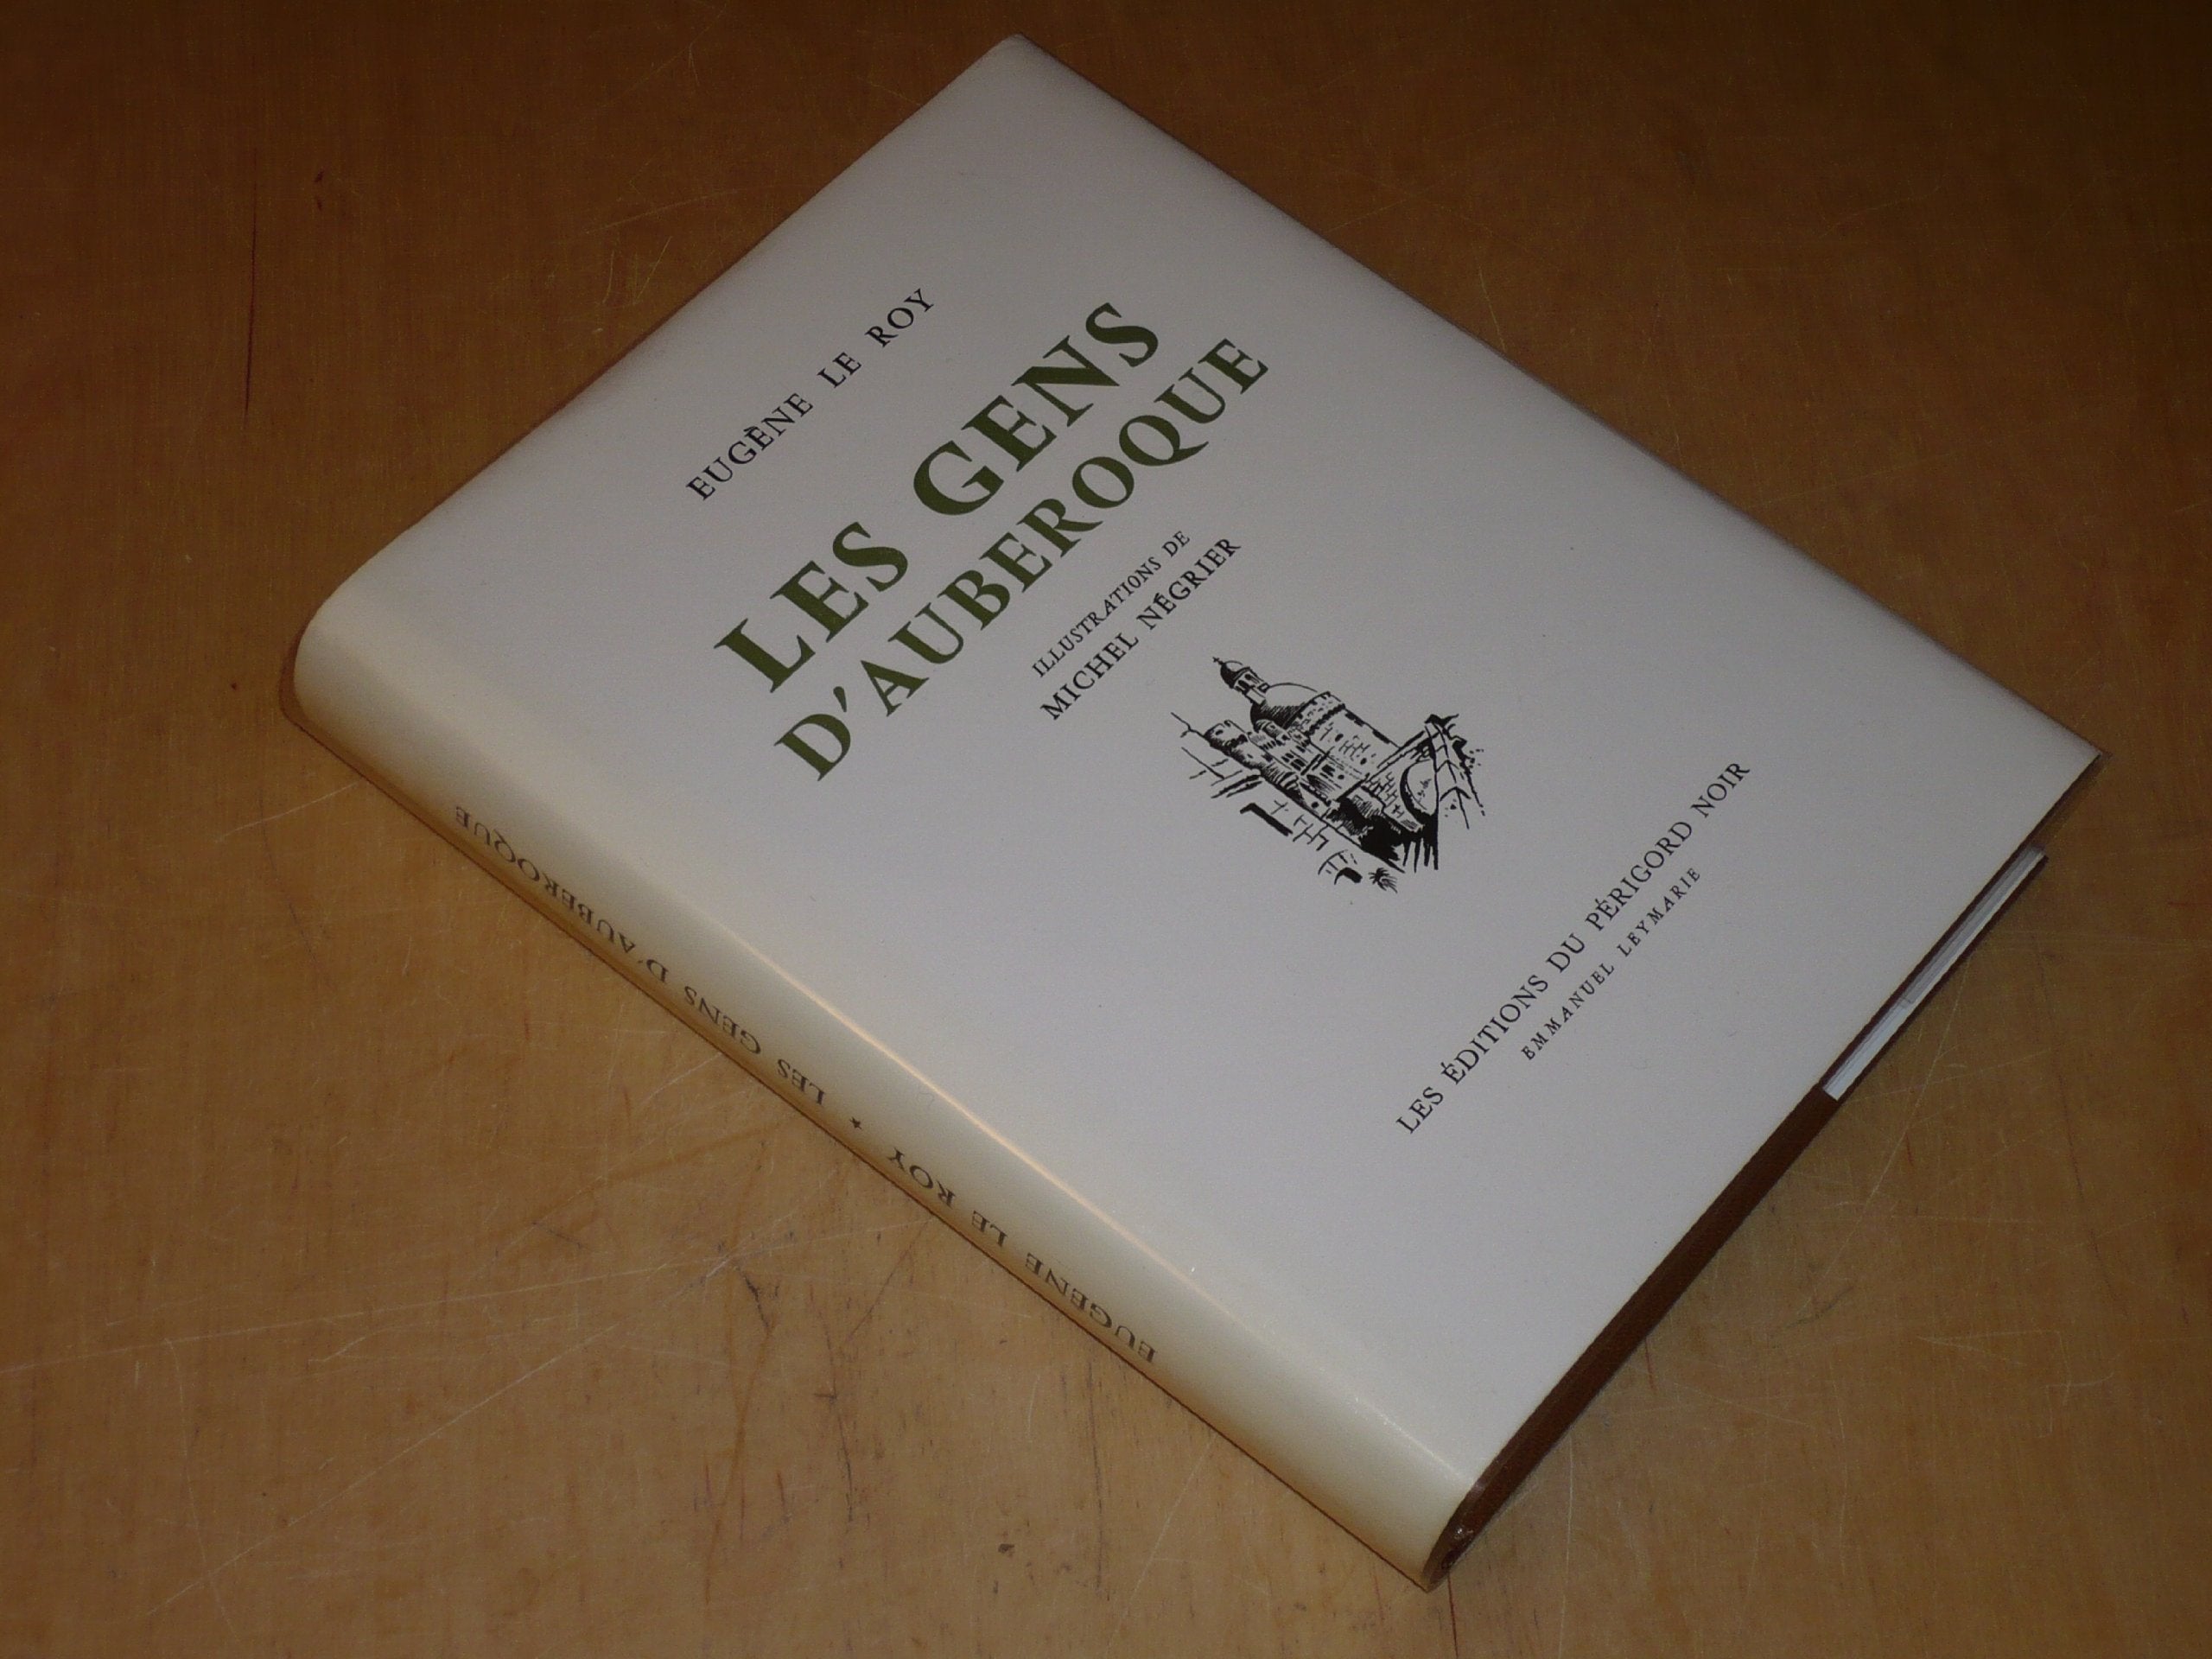 EUGÈNE LE ROY
LES GENS
D'AUBEROQUE
ILLUSTRATIONS DE
MICHEL NÉGRIER
LES ÉDITIONS DU PÉRIGORD NOIR
EMMANUEL LEYMARIE
EUGÈNE LE ROY * LES GENS D'AUBEROQUE